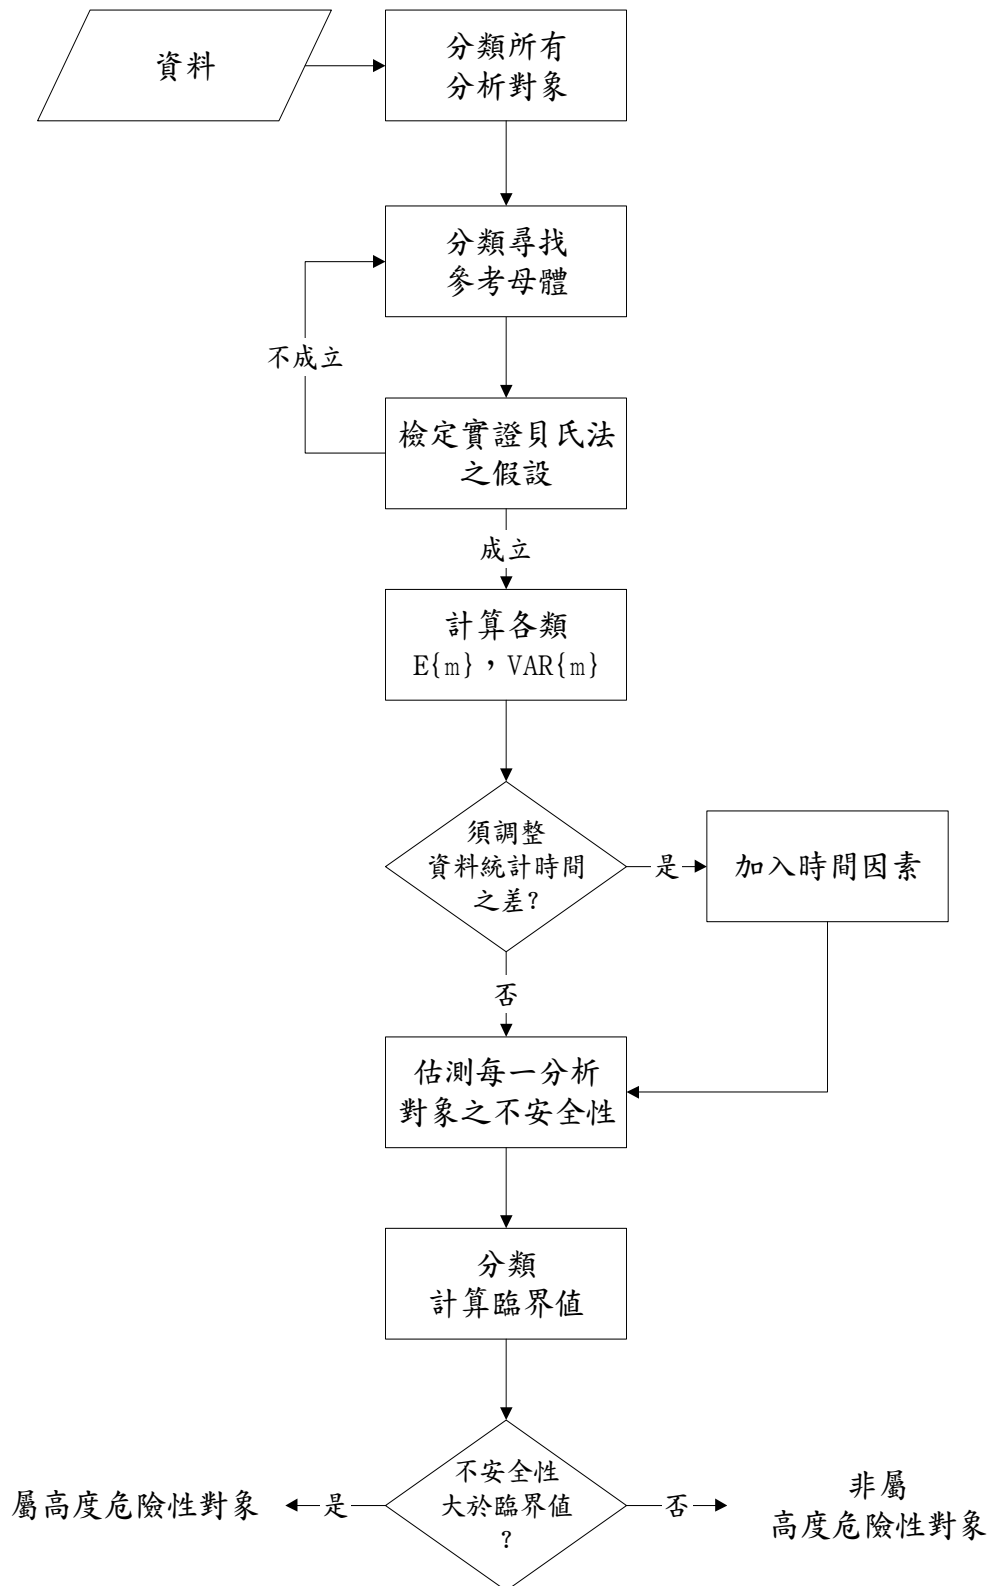 資料
分類所有
分析對象
分類尋找
參考母體
不成立
檢定實證貝氏法
之假設
成立
計算各類
E{m}，VAR{m}
須調整
資料統計時間
之差？
是
加入時間因素
否
估測每一分析
對象之不安全性
分類
計算臨界值
不安全性
大於臨界值
？
是
屬高度危險性對象
否
非屬
高度危險性對象